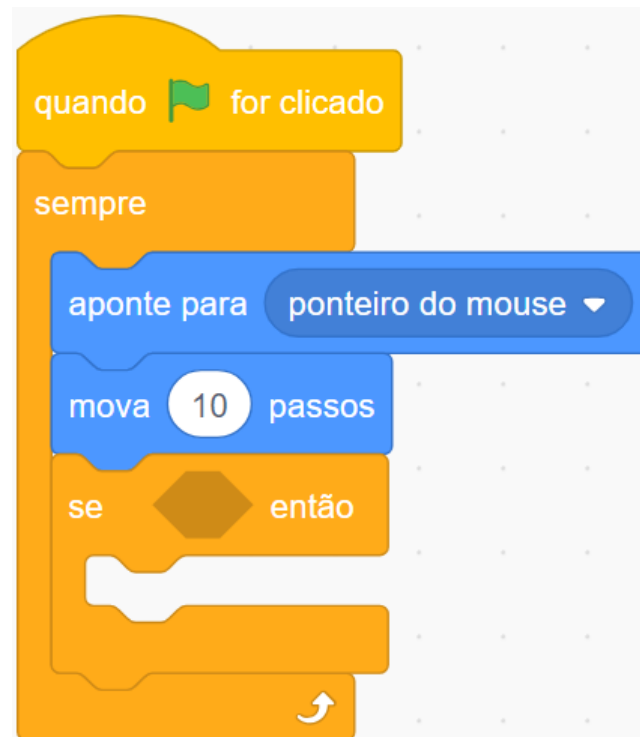 quando for clicado
sempre
aponte para ponteiro do mouse
mova 10 passos
se então